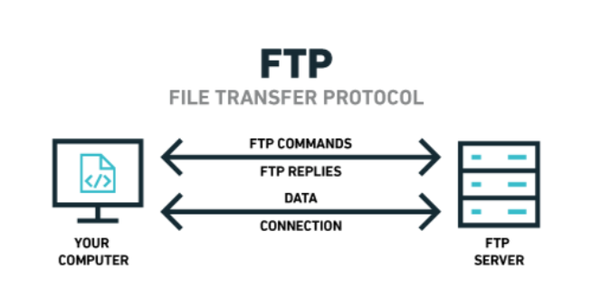 FTP
FILE TRANSFER PROTOCOL
FTP COMMANDS
FTP REPLIES
DATA
CONNECTION
</>
YOUR
COMPUTER
FTP
SERVER